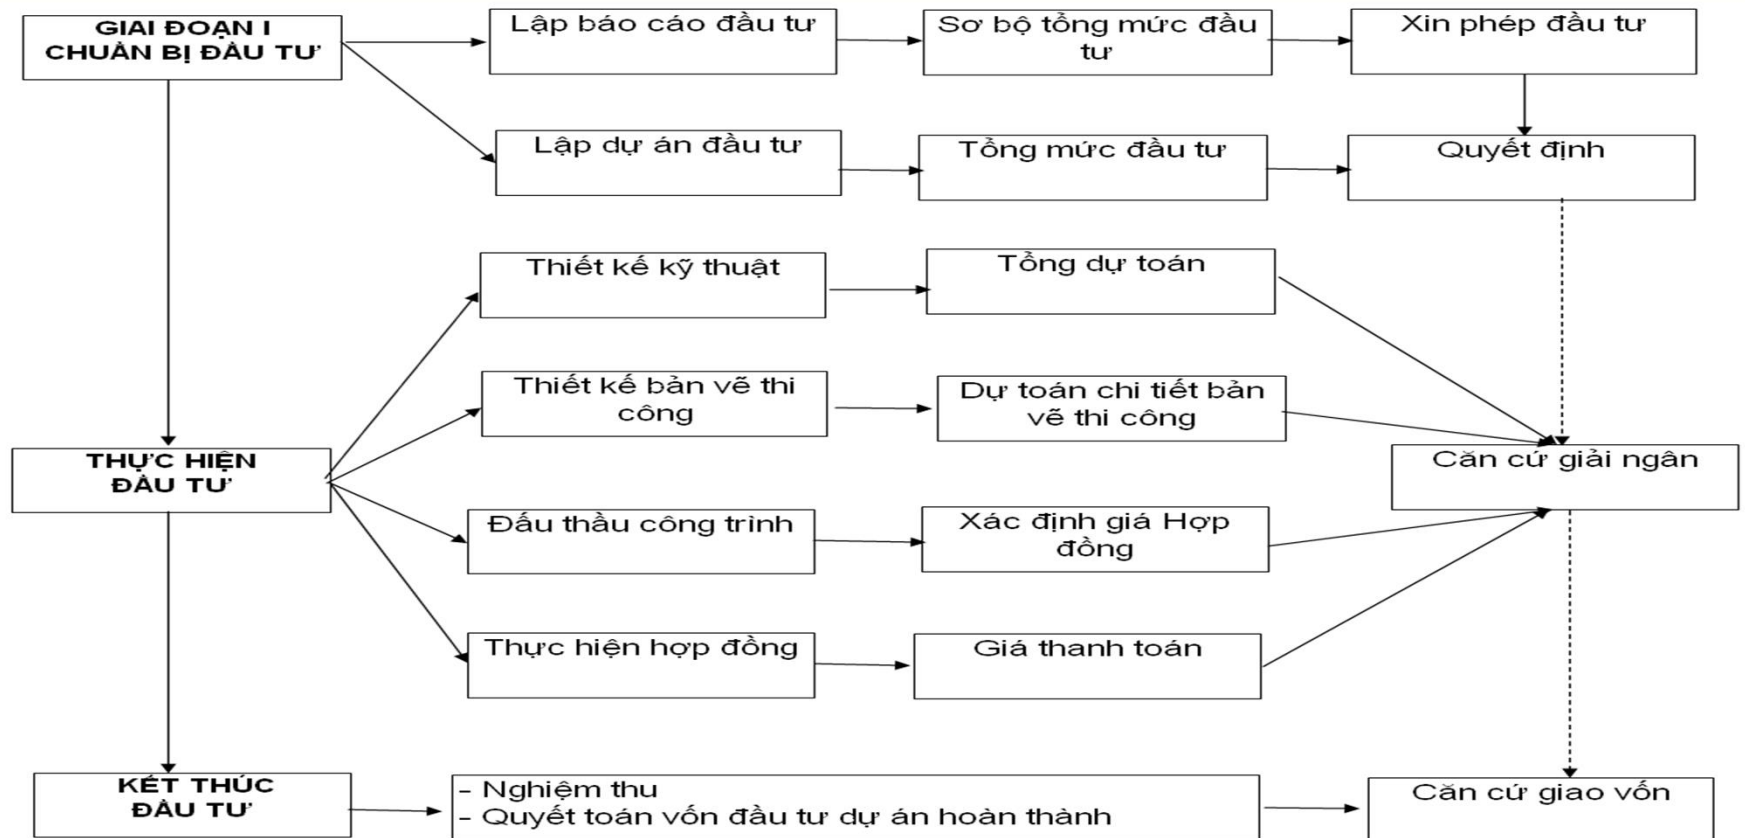 GIAI ĐOẠN I
CHUẨN BỊ ĐẦU TƯ
Lập báo cáo đầu tư
Sơ bộ tổng mức đầu
tư
Xin phép đầu tư
Lập dự án đầu tư
Tổng mức đầu tư
Quyết định
Thiết kế kỹ thuật
Tổng dự toán
Thiết kế bản vẽ thi
công
Dự toán chi tiết bản
vẽ thi công
THỰC HIỆN
ĐẦU TƯ
Căn cứ giải ngân
Đấu thầu công trình
Xác định giá Hợp
đồng
Thực hiện hợp đồng
Giá thanh toán
KẾT THÚC
ĐẦU TƯ
- Nghiệm thu
- Quyết toán vốn đầu tư dự án hoàn thành
Căn cứ giao vốn